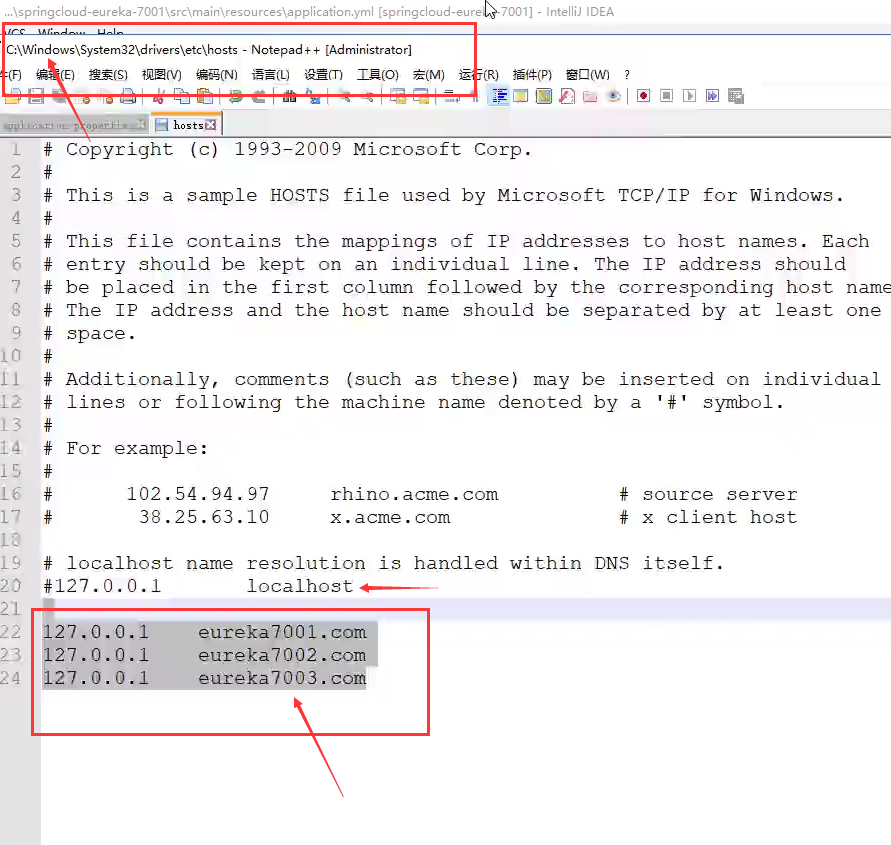 ...\springcloud-eureka-7001\src\main\resources\application.yml [springcloud-eureka-7001] - IntelliJ IDEA
VCS Window Help
C:\Windows\System32\drivers\etc\hosts - Notepad++ [Administrator]
件(F) 编辑(E) 搜索(S) 视图(V) 编码(N) 语言(L) 设置(T) 工具(O) 宏(M) 运行(R) 插件(P) 窗口(W) ?
application.properties hosts
1 # Copyright (c) 1993-2009 Microsoft Corp.
2 #
3 # This is a sample HOSTS file used by Microsoft TCP/IP for Windows.
4 #
5 # This file contains the mappings of IP addresses to host names. Each
6 # entry should be kept on an individual line. The IP address should
7 # be placed in the first column followed by the corresponding host name
8 # The IP address and the host name should be separated by at least one
9 # space.
10 #
11 # Additionally, comments (such as these) may be inserted on individual
12 # lines or following the machine name denoted by a '#' symbol.
13 #
14 # For example:
15 #
16 # 102.54.94.97 rhino.acme.com # source server
17 # 38.25.63.10 x.acme.com # x client host
18
19 # localhost name resolution is handled within DNS itself.
20 #127.0.0.1 localhost
21
22 127.0.0.1 eureka7001.com
23 127.0.0.1 eureka7002.com
24 127.0.0.1 eureka7003.com